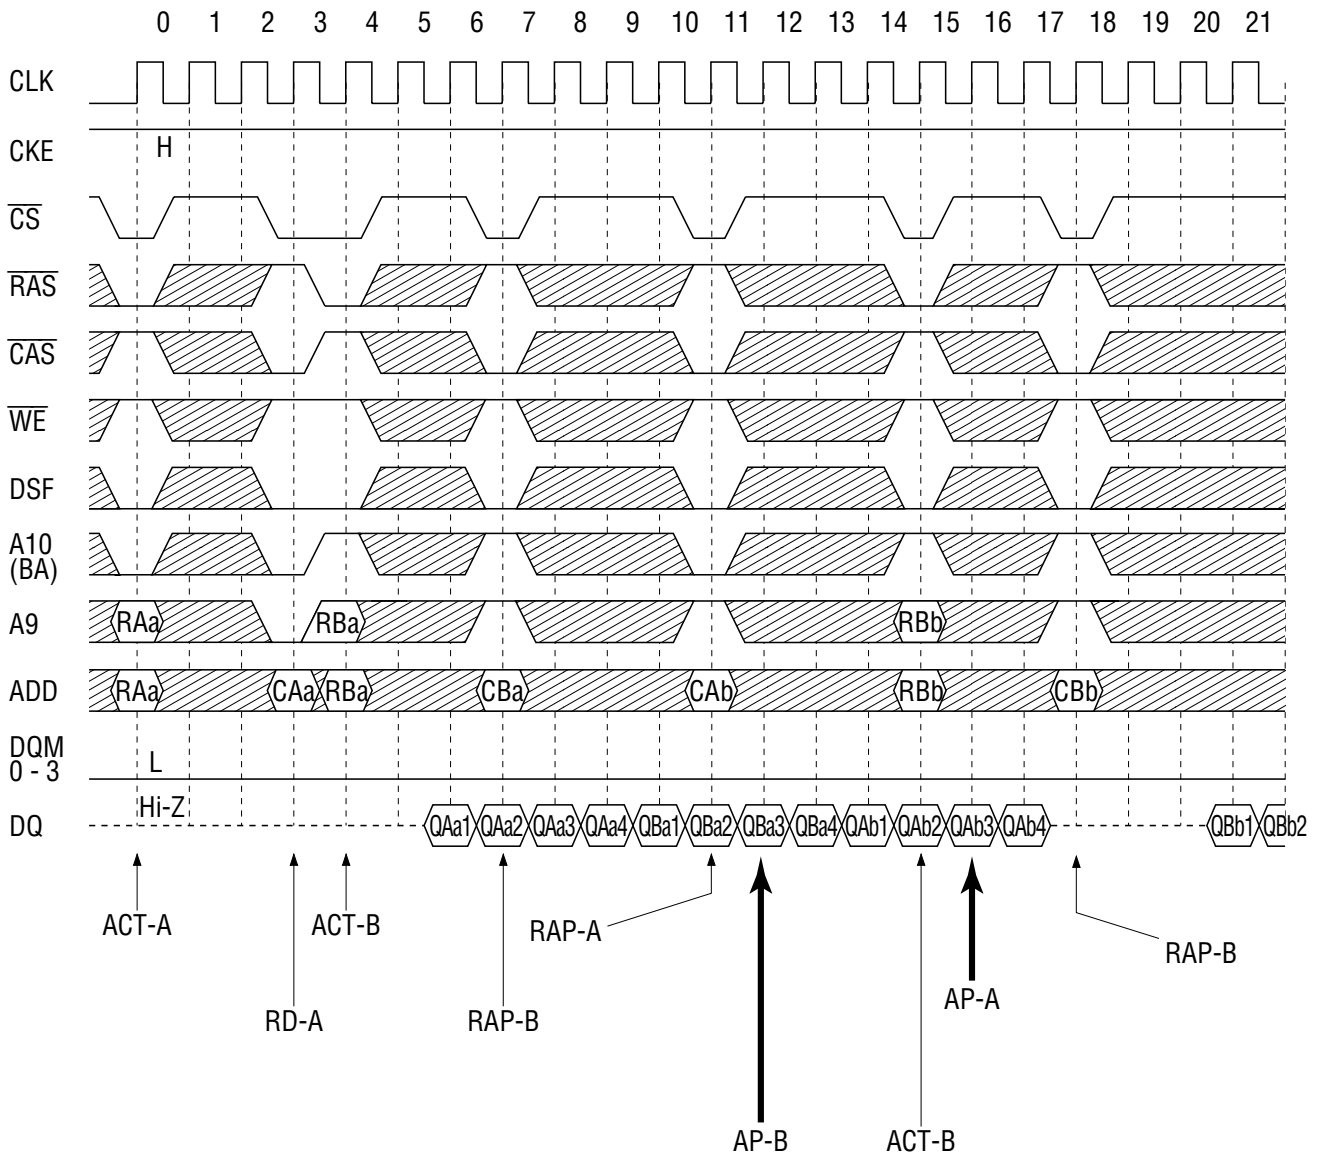 0 1 2 3 4 5 6 7 8 9 10 11 12 13 14 15 16 17 18 19 20 21
CLK
CKE H
CS
RAS
CAS
WE
DSF
A10
(BA)
A9 RAa RBa RBb
ADD RAa CAa RBa CBa CAb RBb CBb
DQM
0 - 3 L
DQ Hi-Z QAa1 QAa2 QAa3 QAa4 QBa1 QBa2 QBa3 QBa4 QAb1 QAb2 QAb3 QAb4 QBb1 QBb2
ACT-A ACT-B RAP-A
RAP-B
AP-A
RD-A RAP-B
AP-B ACT-B